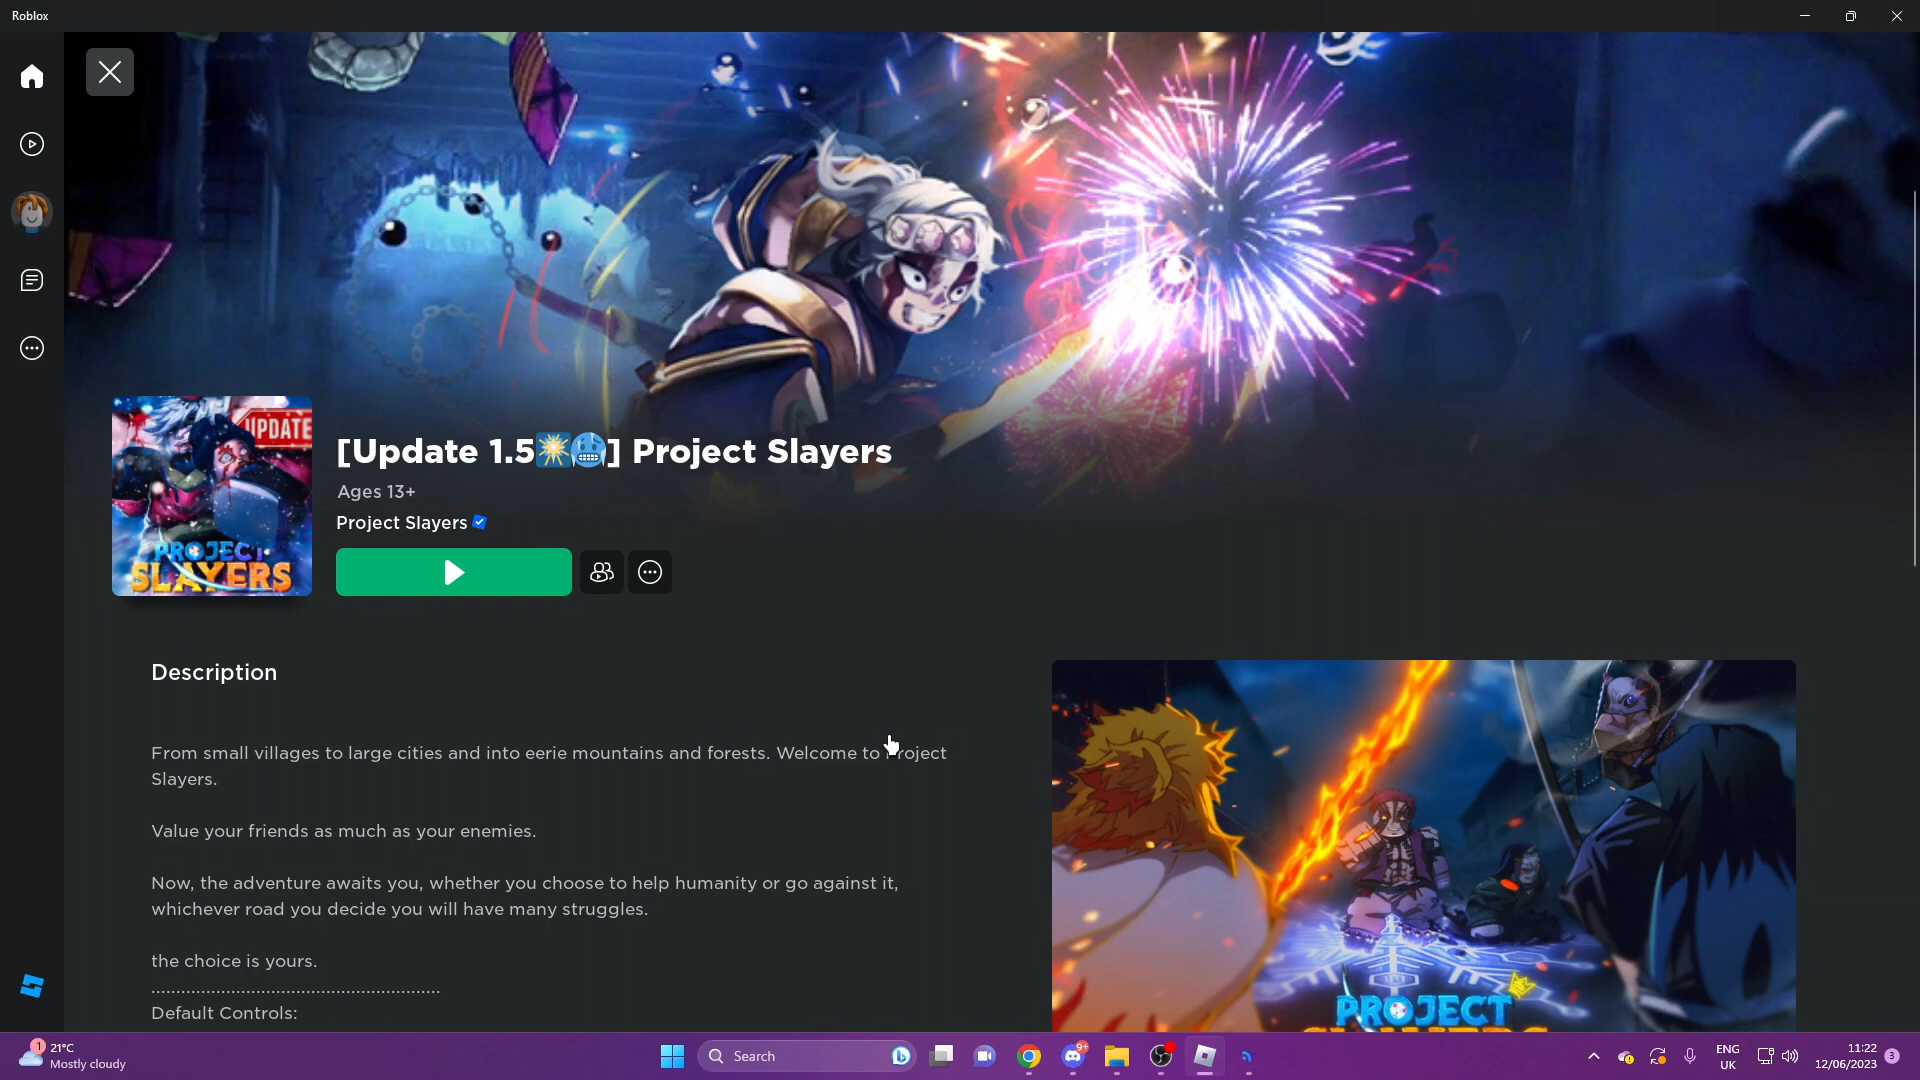 Roblox
UPDATE
PROJECT
SLAYERS
[Update 1.5💥🥶] Project Slayers
Ages 13+
Project Slayers
Description
From small villages to large cities and into eerie mountains and forests. Welcome to Project
Slayers.
Value your friends as much as your enemies.
Now, the adventure awaits you, whether you choose to help humanity or go against it,
whichever road you decide you will have many struggles.
the choice is yours.
..........................................................
Default Controls:
PROJECT
SLAYERS
1
21°C
Mostly cloudy
Search
9+
ENG
UK
11:22
12/06/2023
3